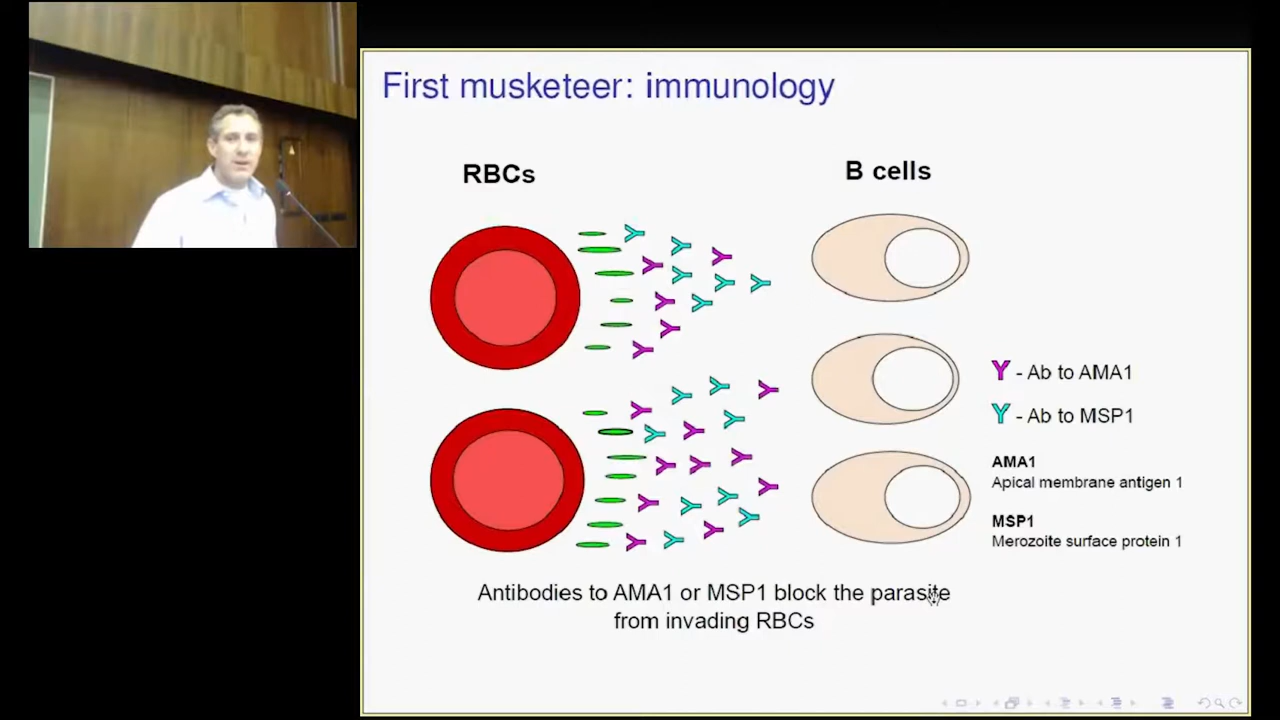 First musketeer: immunology
RBCs
B cells
Y - Ab to AMA1
Y - Ab to MSP1
AMA1
Apical membrane antigen 1
MSP1
Merozoite surface protein 1
Antibodies to AMA1 or MSP1 block the parasite
from invading RBCs